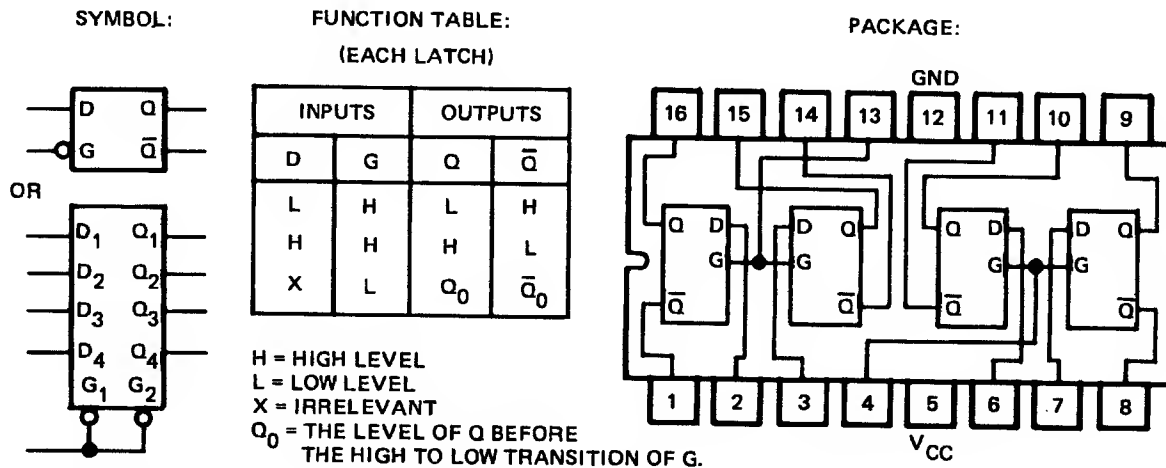 SYMBOL:
D Q
G Q̅
OR
D1 Q1
D2 Q2
D3 Q3
D4 Q4
G1 G2
FUNCTION TABLE:
(EACH LATCH)
INPUTS OUTPUTS
D G Q Q̅
L H L H
H H H L
X L Q0 Q̅0
H = HIGH LEVEL
L = LOW LEVEL
X = IRRELEVANT
Q0 = THE LEVEL OF Q BEFORE
THE HIGH TO LOW TRANSITION OF G.
PACKAGE:
GND
16 15 14 13 12 11 10 9
Q D D Q Q D D Q
G G G G
Q̅ Q̅ Q̅ Q̅
1 2 3 4 5 6 7 8
VCC